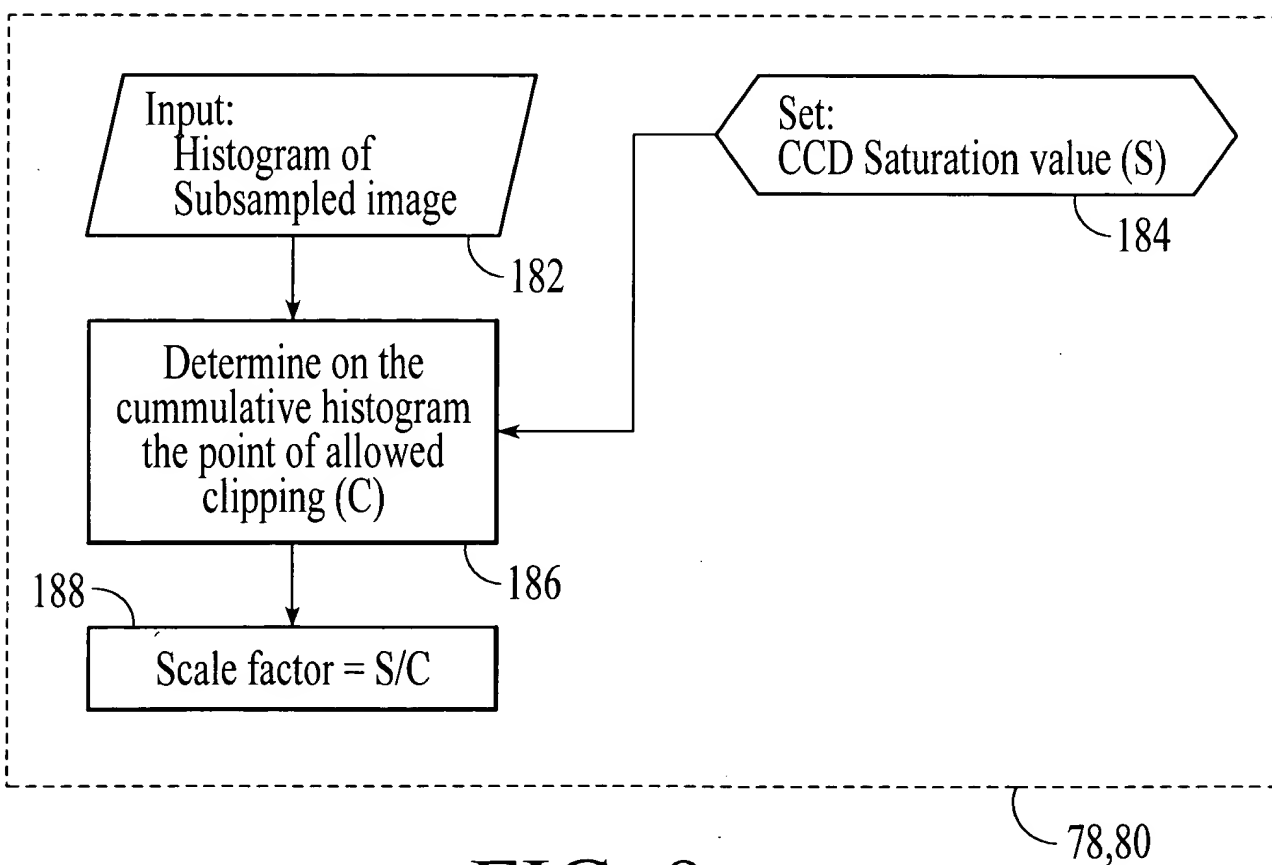 Input:
Histogram of
Subsampled image
182
Set:
CCD Saturation value (S)
184
Determine on the
cummulative histogram
the point of allowed
clipping (C)
186
188
Scale factor = S/C
78,80